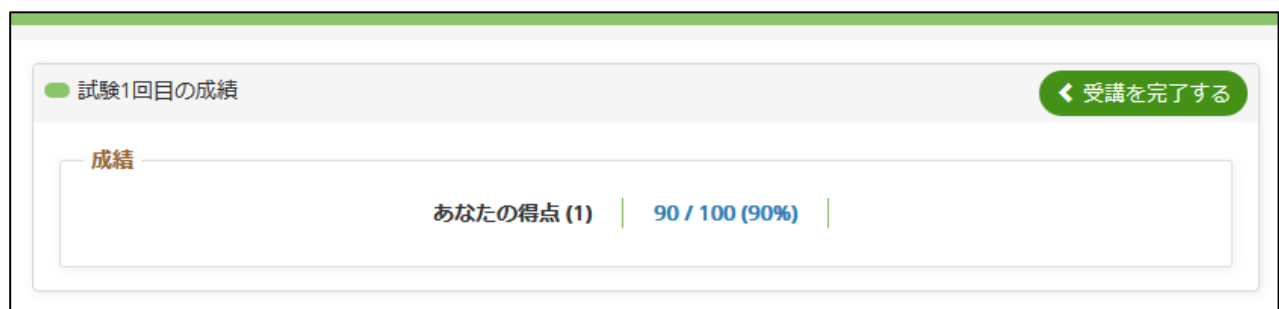 試験1回目の成績
受講を完了する
成績
あなたの得点 (1)
90 / 100 (90%)